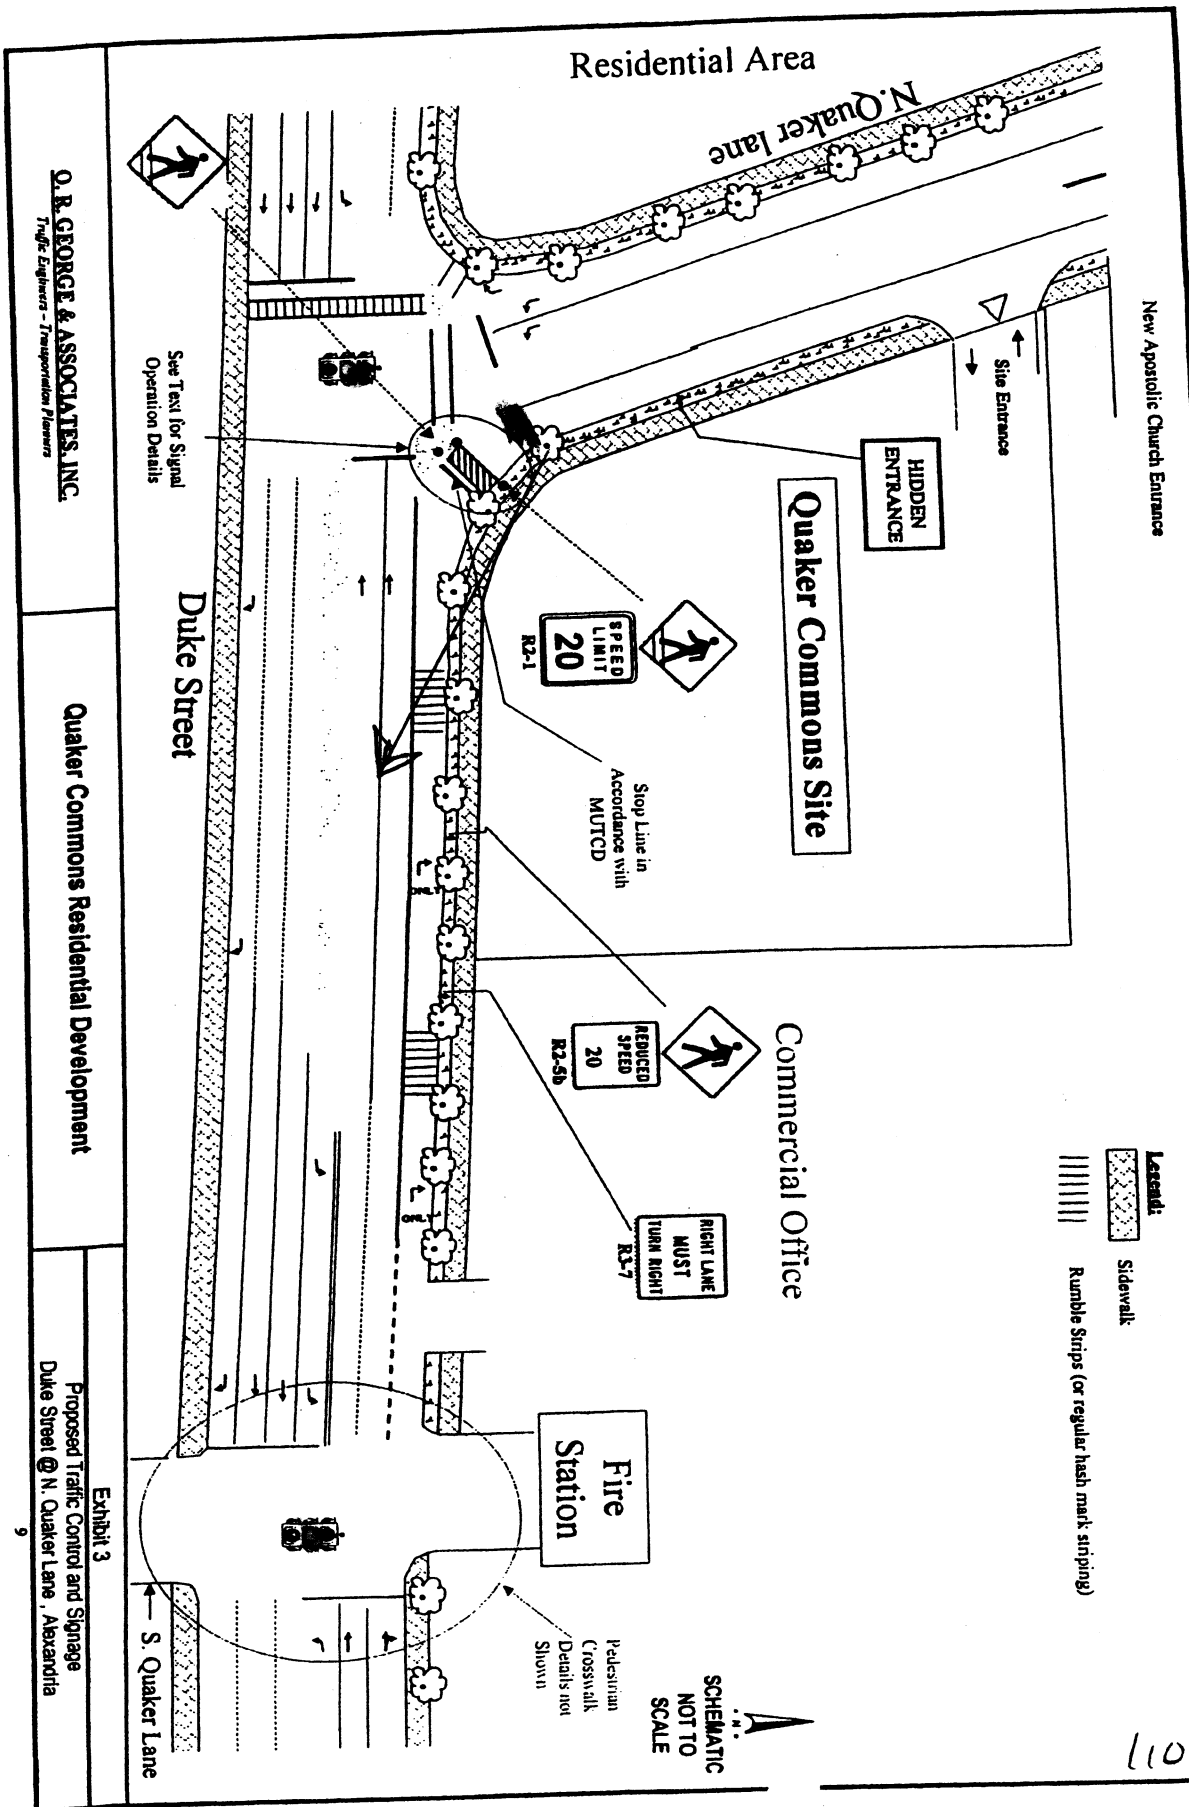 Residential Area
N.Quaker lane
New Apostolic Church Entrance
Site Entrance
HIDDEN
ENTRANCE
Quaker Commons Site
SPEED
LIMIT
20
R2-1
Stop Line in
Accordance with
MUTCD
See Text for Signal
Operation Details
Duke Street
ONLY
ONLY
REDUCED
SPEED
20
R2-5b
Commercial Office
RIGHT LANE
MUST
TURN RIGHT
R3-7
Legend:
Sidewalk
Rumble Strips (or regular hash mark striping)
Fire
Station
Pedestrian
Crosswalk
Details not
Shown
S. Quaker Lane
N
SCHEMATIC
NOT TO
SCALE
110
O. R. GEORGE & ASSOCIATES, INC.
Traffic Engineers - Transportation Planners
Quaker Commons Residential Development
Exhibit 3
Proposed Traffic Control and Signage
Duke Street @ N. Quaker Lane , Alexandria
9